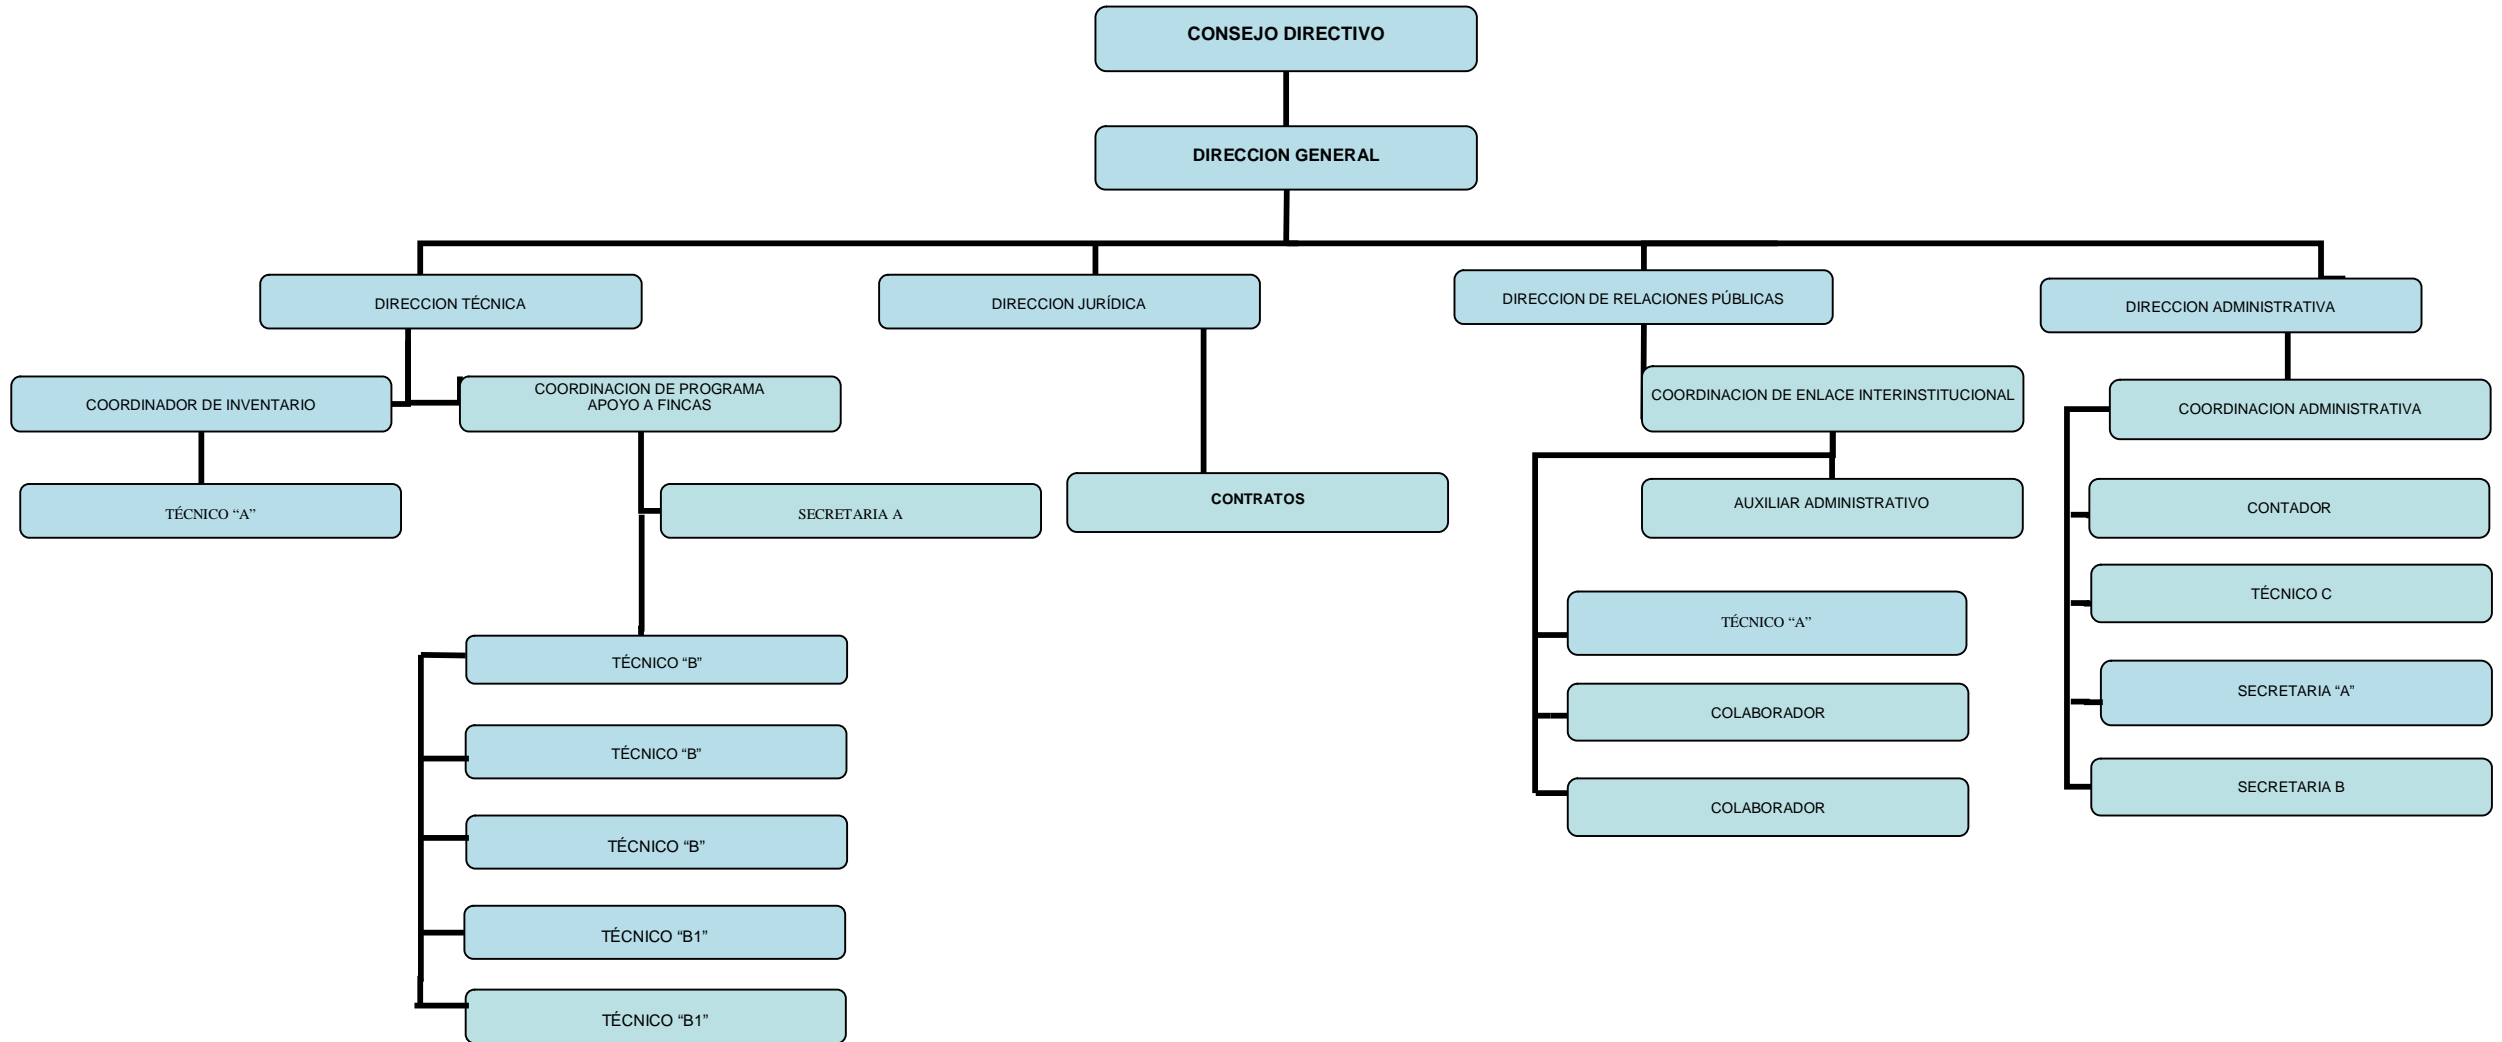 CONSEJO DIRECTIVO
DIRECCION GENERAL
DIRECCION TÉCNICA
DIRECCION JURÍDICA
DIRECCION DE RELACIONES PÚBLICAS
DIRECCION ADMINISTRATIVA
COORDINADOR DE INVENTARIO
COORDINACION DE PROGRAMA
APOYO A FINCAS
COORDINACION DE ENLACE INTERINSTITUCIONAL
COORDINACION ADMINISTRATIVA
TÉCNICO “A”
SECRETARIA A
CONTRATOS
AUXILIAR ADMINISTRATIVO
CONTADOR
TÉCNICO C
TÉCNICO “A”
TÉCNICO “B”
SECRETARIA “A”
COLABORADOR
TÉCNICO “B”
SECRETARIA B
COLABORADOR
TÉCNICO “B”
TÉCNICO “B1”
TÉCNICO “B1”